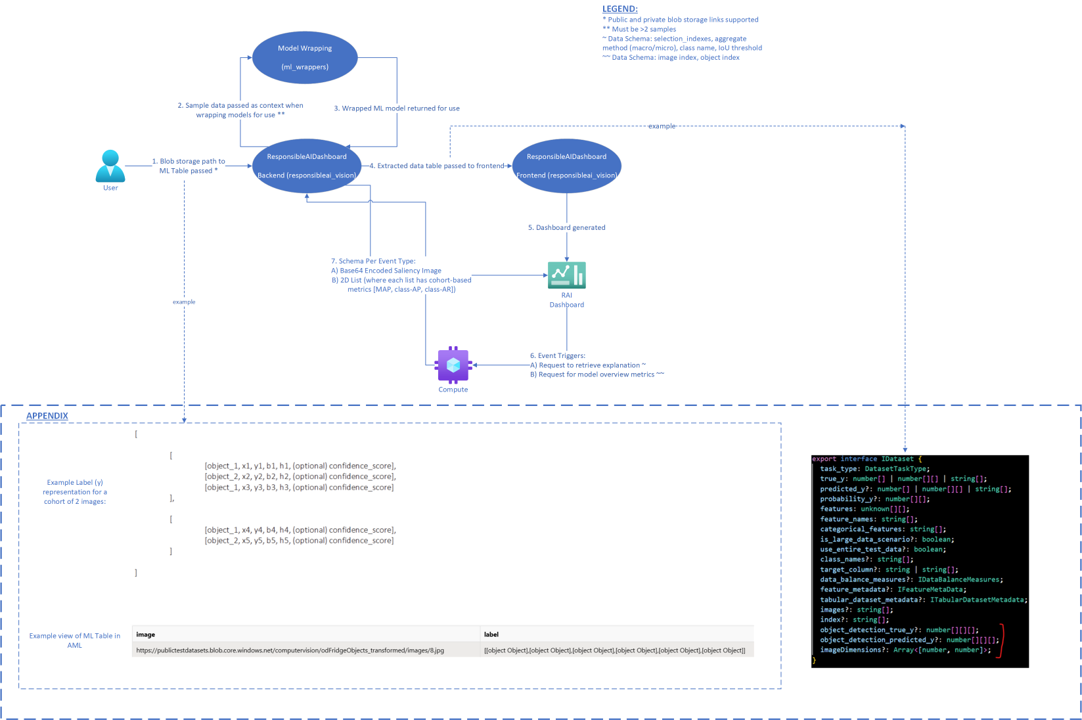 LEGEND:
* Public and private blob storage links supported
** Must be >2 samples
~ Data Schema: selection_indexes, aggregate
method (macro/micro), class name, IoU threshold
~~ Data Schema: image index, object index
Model Wrapping
(ml_wrappers)
2. Sample data passed as context when
wrapping models for use **
3. Wrapped ML model returned for use
example
User
1. Blob storage path to
ML Table passed *
ResponsibleAIDashboard
Backend (responsibleai_vision)
4. Extracted data table passed to frontend
ResponsibleAIDashboard
Frontend (responsibleai_vision)
5. Dashboard generated
7. Schema Per Event Type:
A) Base64 Encoded Saliency Image
B) 2D List (where each list has cohort-based
metrics [MAP, class-AP, class-AR])
RAI
Dashboard
example
6. Event Triggers:
A) Request to retrieve explanation ~
B) Request for model overview metrics ~~
Compute
APPENDIX
Example Label (y)
representation for a
cohort of 2 images:
[
[
[object_1, x1, y1, b1, h1, (optional) confidence_score],
[object_2, x2, y2, b2, h2, (optional) confidence_score],
[object_1, x3, y3, b3, h3, (optional) confidence_score]
],
[
[object_1, x4, y4, b4, h4, (optional) confidence_score],
[object_2, x5, y5, b5, h5, (optional) confidence_score]
]
]
Example view of ML Table in
AML
image label
https://publictestdatasets.blob.core.windows.net/computervision/odFridgeObjects_transformed/images/8.jpg [[object Object],[object Object],[object Object],[object Object],[object Object],[object Object]]
export interface IDataset {
task_type: DatasetTaskType;
true_y: number[] | number[][] | string[];
predicted_y?: number[] | number[][] | string[];
probability_y?: number[][];
features: unknown[][];
feature_names: string[];
categorical_features: string[];
is_large_data_scenario?: boolean;
use_entire_test_data?: boolean;
class_names?: string[];
target_column?: string | string[];
data_balance_measures?: IDataBalanceMeasures;
feature_metadata?: IFeatureMetaData;
tabular_dataset_metadata?: ITabularDatasetMetadata;
images?: string[];
index?: string[];
object_detection_true_y?: number[][][];
object_detection_predicted_y?: number[][][];
imageDimensions?: Array<[number, number]>;
}